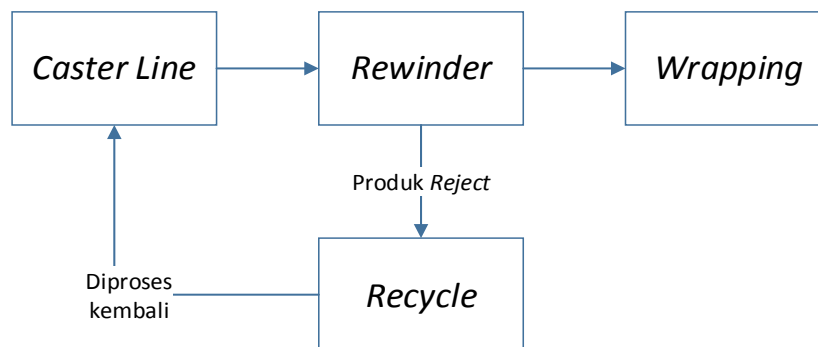 Caster Line
Rewinder
Wrapping
Produk Reject
Recycle
Diproses
kembali